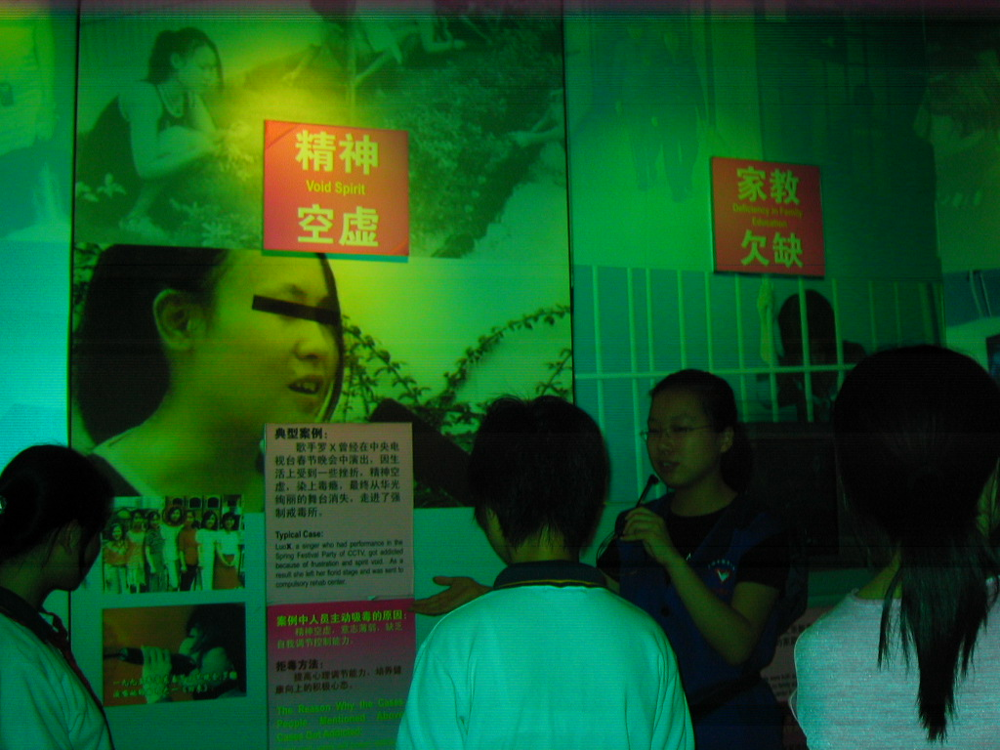 精神
Void Spirit
空虚
家教
Deficiency in Family
Education
欠缺
典型案例：
歌手罗X曾经在中央电
视台春节晚会中演出，因生
活上受到一些挫折，精神空
虚，染上毒瘾，最终从华光
绚丽的舞台消失，走进了强
制戒毒所。
Typical Case:
LuoX, a singer who had performance in the
Spring Festival Party of CCTV, got addicted
because of frustration and spirit void. As a
result she left her florid stage and was sent to
compulsory rehab center.
案例中人员主动吸毒的原因：
精神空虚，意志薄弱，缺乏
自我调节控制能力。
拒毒方法：
提高心理调节能力，培养健
康向上的积极心态。
The Reason Why the Cases
People Mentioned Above
Cases Got Addicted: